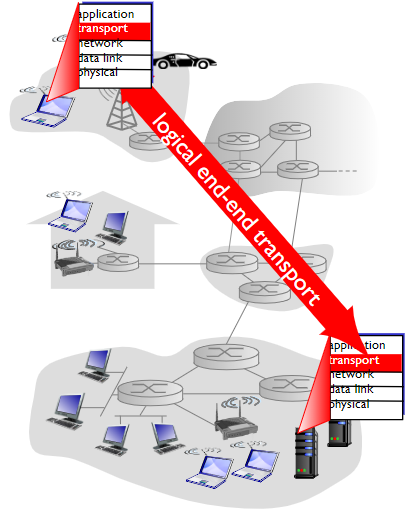 application
transport
network
data link
physical
logical end-end transport
application
transport
network
data link
physical